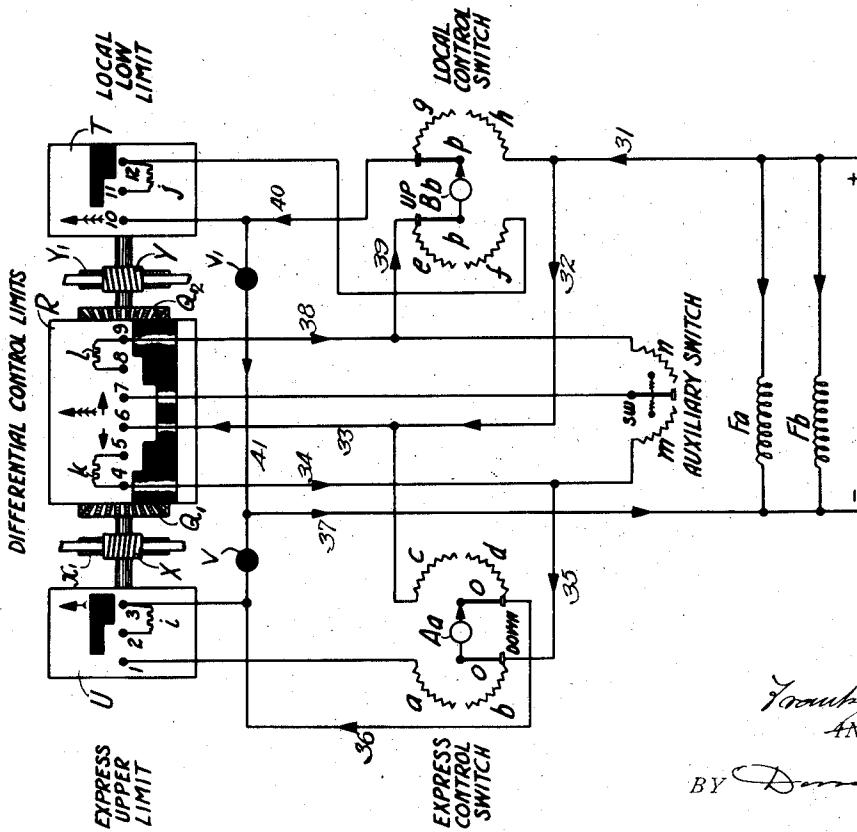 DIFFERENTIAL CONTROL LIMITS
LOCAL
LOW
LIMIT
EXPRESS
UPPER
LIMIT
U
X1
X
Q1
R
Q2
Y1
Y
T
1
2
3
i
4
5
6
7
8
9
k
l
10
11
12
j
V
V1
41
40
36
37
34
33
38
39
32
31
35
EXPRESS
CONTROL
SWITCH
a
b
c
d
Aa
O
O
DOWN
LOCAL
CONTROL
SWITCH
e
f
g
h
UP
Bb
p
p
SW
m
n
AUXILIARY SWITCH
Fa
Fb
-
+
BY